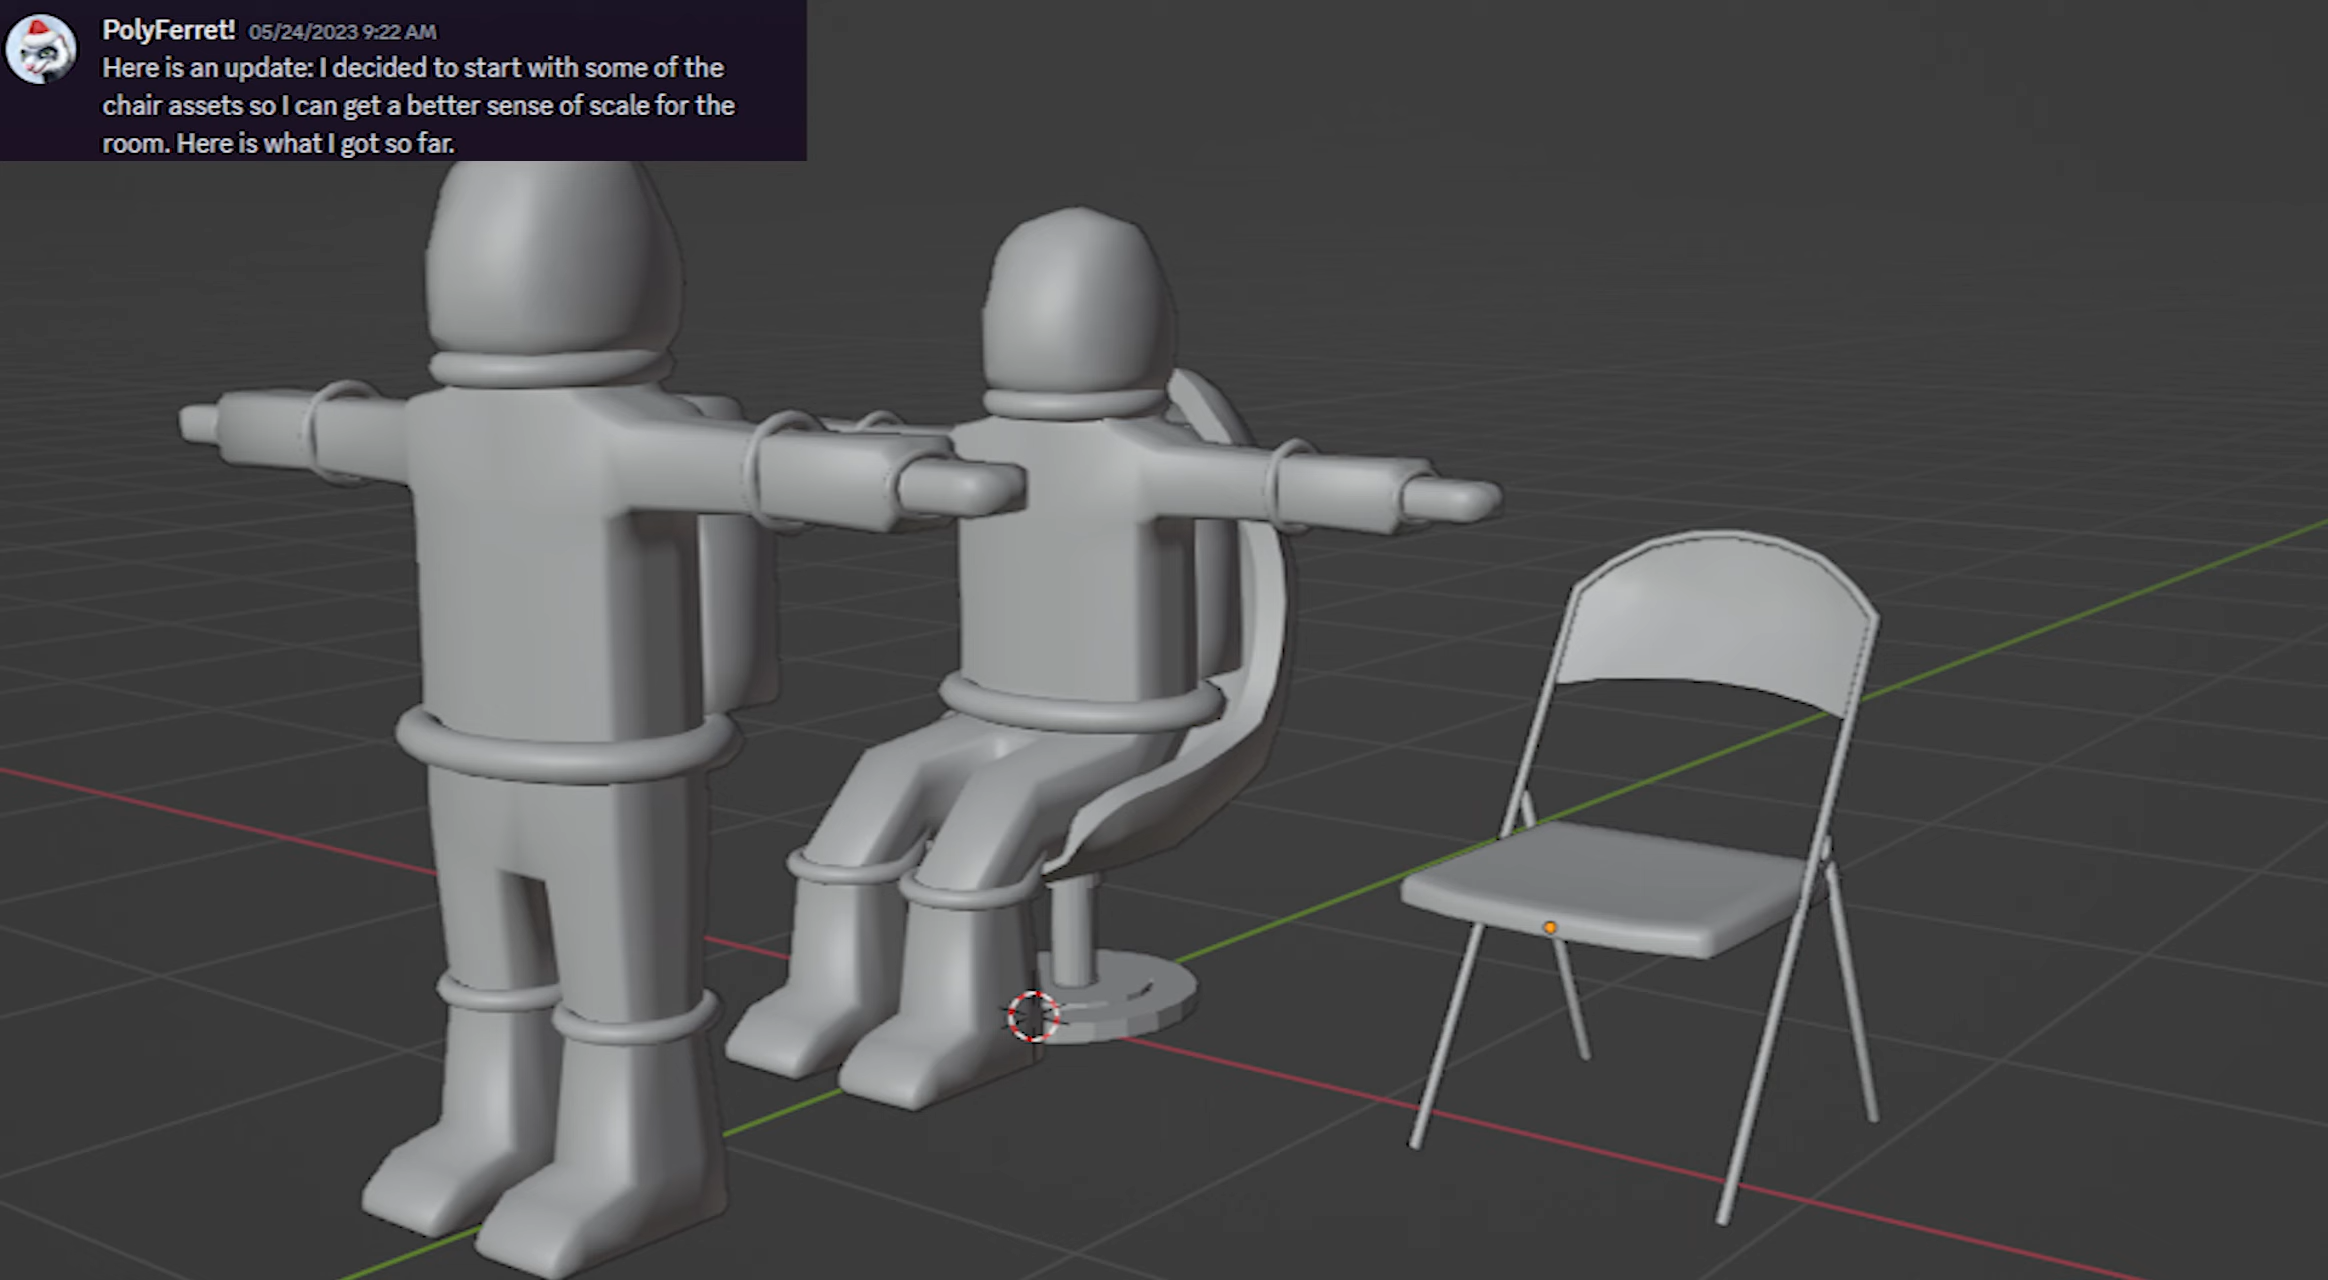 PolyFerret! 05/24/2023 9:22 AM
Here is an update: I decided to start with some of the
chair assets so I can get a better sense of scale for the
room. Here is what I got so far.